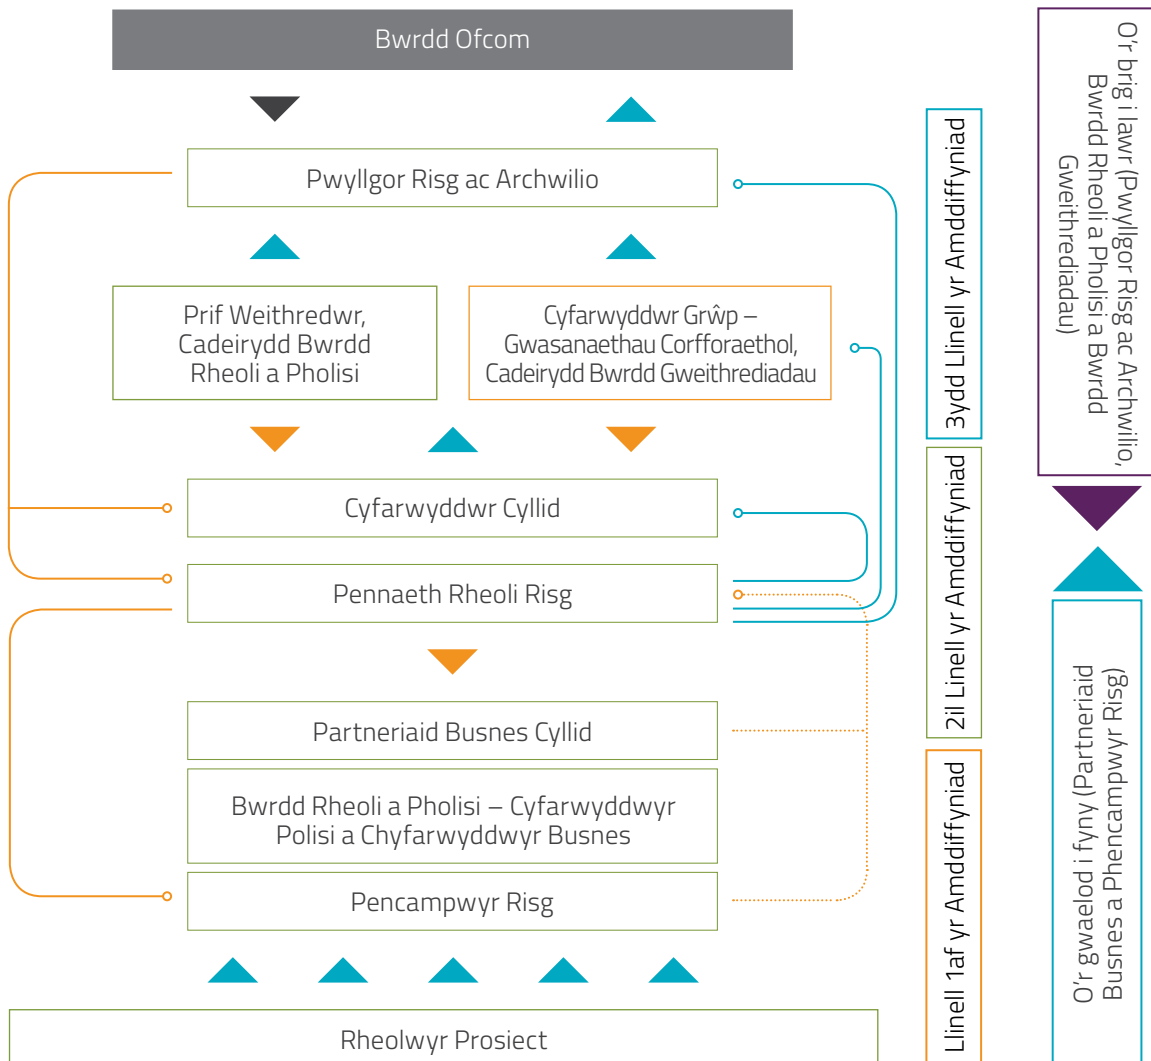 Bwrdd Ofcom
Pwyllgor Risg ac Archwilio
Prif Weithredwr,
Cadeirydd Bwrdd
Rheoli a Pholisi
Cyfarwyddwr Grŵp –
Gwasanaethau Corfforaethol,
Cadeirydd Bwrdd Gweithrediadau
Cyfarwyddwr Cyllid
Pennaeth Rheoli Risg
Partneriaid Busnes Cyllid
Bwrdd Rheoli a Pholisi – Cyfarwyddwyr
Polisi a Chyfarwyddwyr Busnes
Pencampwyr Risg
Rheolwyr Prosiect
3ydd Llinell yr Amddiffyniad
2il Linell yr Amddiffyniad
Llinell 1af yr Amddiffyniad
O'r brig i lawr (Pwyllgor Risg ac Archwilio,
Bwrdd Rheoli a Pholisi a Bwrdd
Gweithrediadau)
O'r gwaelod i fyny (Partneriaid
Busnes a Phencampwyr Risg)